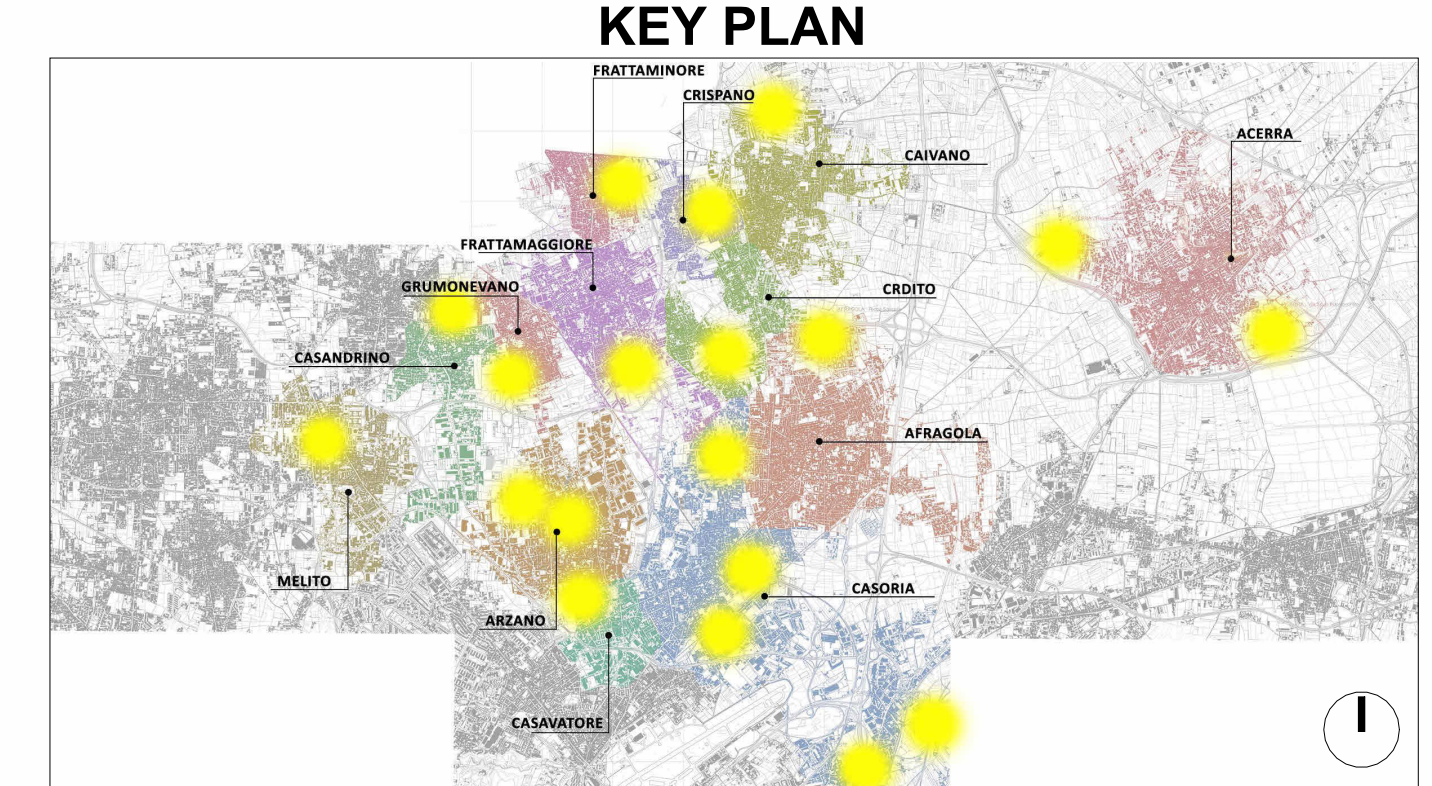 KEY PLAN
FRATTAMINORE
CRISPANO
ACERRA
CAIVANO
FRATTAMAGGIORE
GRUMONEVANO
CRDITO
CASANDRINO
AFRAGOLA
MELITO
CASORIA
ARZANO
CASAVATORE